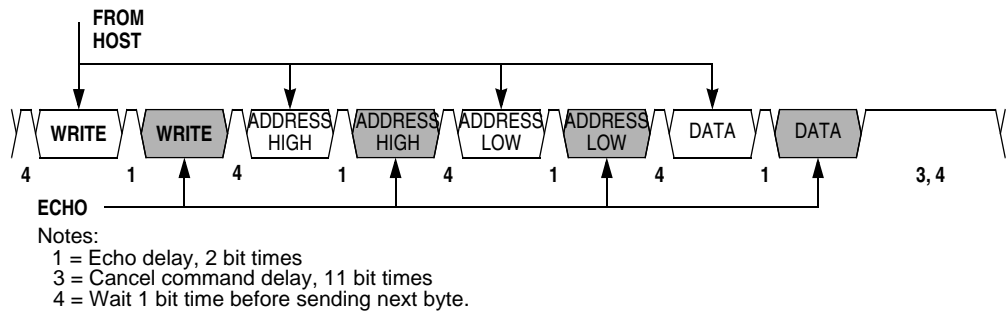 FROM
HOST
WRITE WRITE ADDRESS HIGH ADDRESS HIGH ADDRESS LOW ADDRESS LOW DATA DATA
4 1 4 1 4 1 4 1 3, 4
ECHO
Notes:
1 = Echo delay, 2 bit times
3 = Cancel command delay, 11 bit times
4 = Wait 1 bit time before sending next byte.